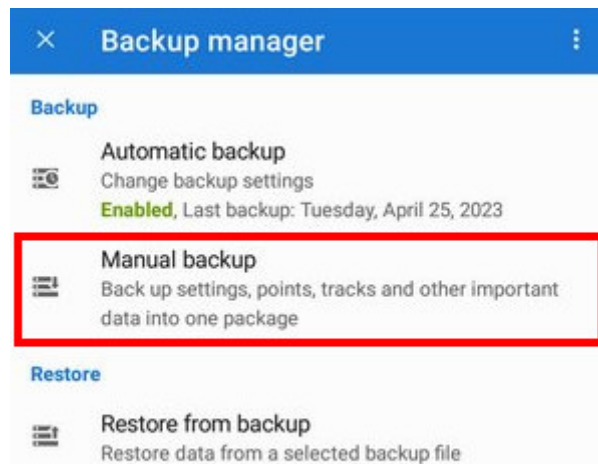 Backup manager
Backup
Automatic backup
Change backup settings
Enabled, Last backup: Tuesday, April 25, 2023
Manual backup
Back up settings, points, tracks and other important
data into one package
Restore
Restore from backup
Restore data from a selected backup file